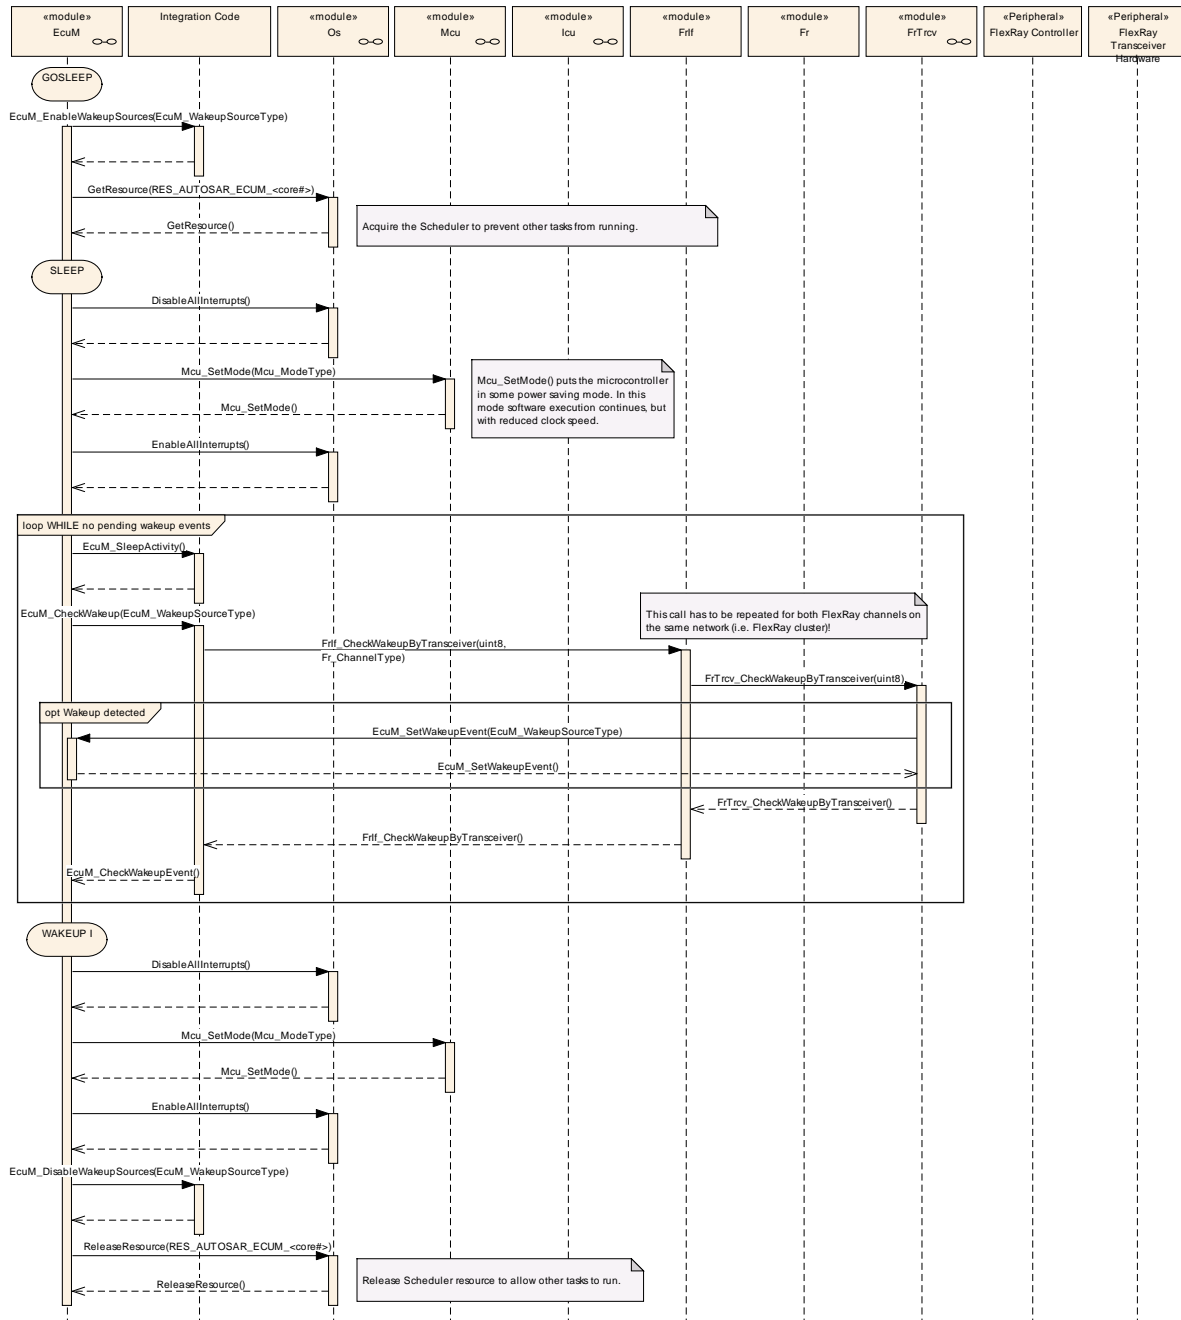 «module»
EcuM
Integration Code
«module»
Os
«module»
Mcu
«module»
Icu
«module»
FrIf
«module»
Fr
«module»
FrTrcv
«Peripheral»
FlexRay Controller
«Peripheral»
FlexRay
Transceiver
Hardware
GOSLEEP
EcuM_EnableWakeupSources(EcuM_WakeupSourceType)
GetResource(RES_AUTOSAR_ECUM_<core#>)
GetResource()
Acquire the Scheduler to prevent other tasks from running.
SLEEP
DisableAllInterrupts()
Mcu_SetMode(Mcu_ModeType)
Mcu_SetMode() puts the microcontroller
in some power saving mode. In this
mode software execution continues, but
with reduced clock speed.
Mcu_SetMode()
EnableAllInterrupts()
loop WHILE no pending wakeup events
EcuM_SleepActivity()
EcuM_CheckWakeup(EcuM_WakeupSourceType)
This call has to be repeated for both FlexRay channels on
the same network (i.e. FlexRay cluster)!
FrIf_CheckWakeupByTransceiver(uint8,
Fr_ChannelType)
FrTrcv_CheckWakeupByTransceiver(uint8)
opt Wakeup detected
EcuM_SetWakeupEvent(EcuM_WakeupSourceType)
EcuM_SetWakeupEvent()
FrTrcv_CheckWakeupByTransceiver()
FrIf_CheckWakeupByTransceiver()
EcuM_CheckWakeupEvent()
WAKEUP I
DisableAllInterrupts()
Mcu_SetMode(Mcu_ModeType)
Mcu_SetMode()
EnableAllInterrupts()
EcuM_DisableWakeupSources(EcuM_WakeupSourceType)
ReleaseResource(RES_AUTOSAR_ECUM_<core#>)
Release Scheduler resource to allow other tasks to run.
ReleaseResource()